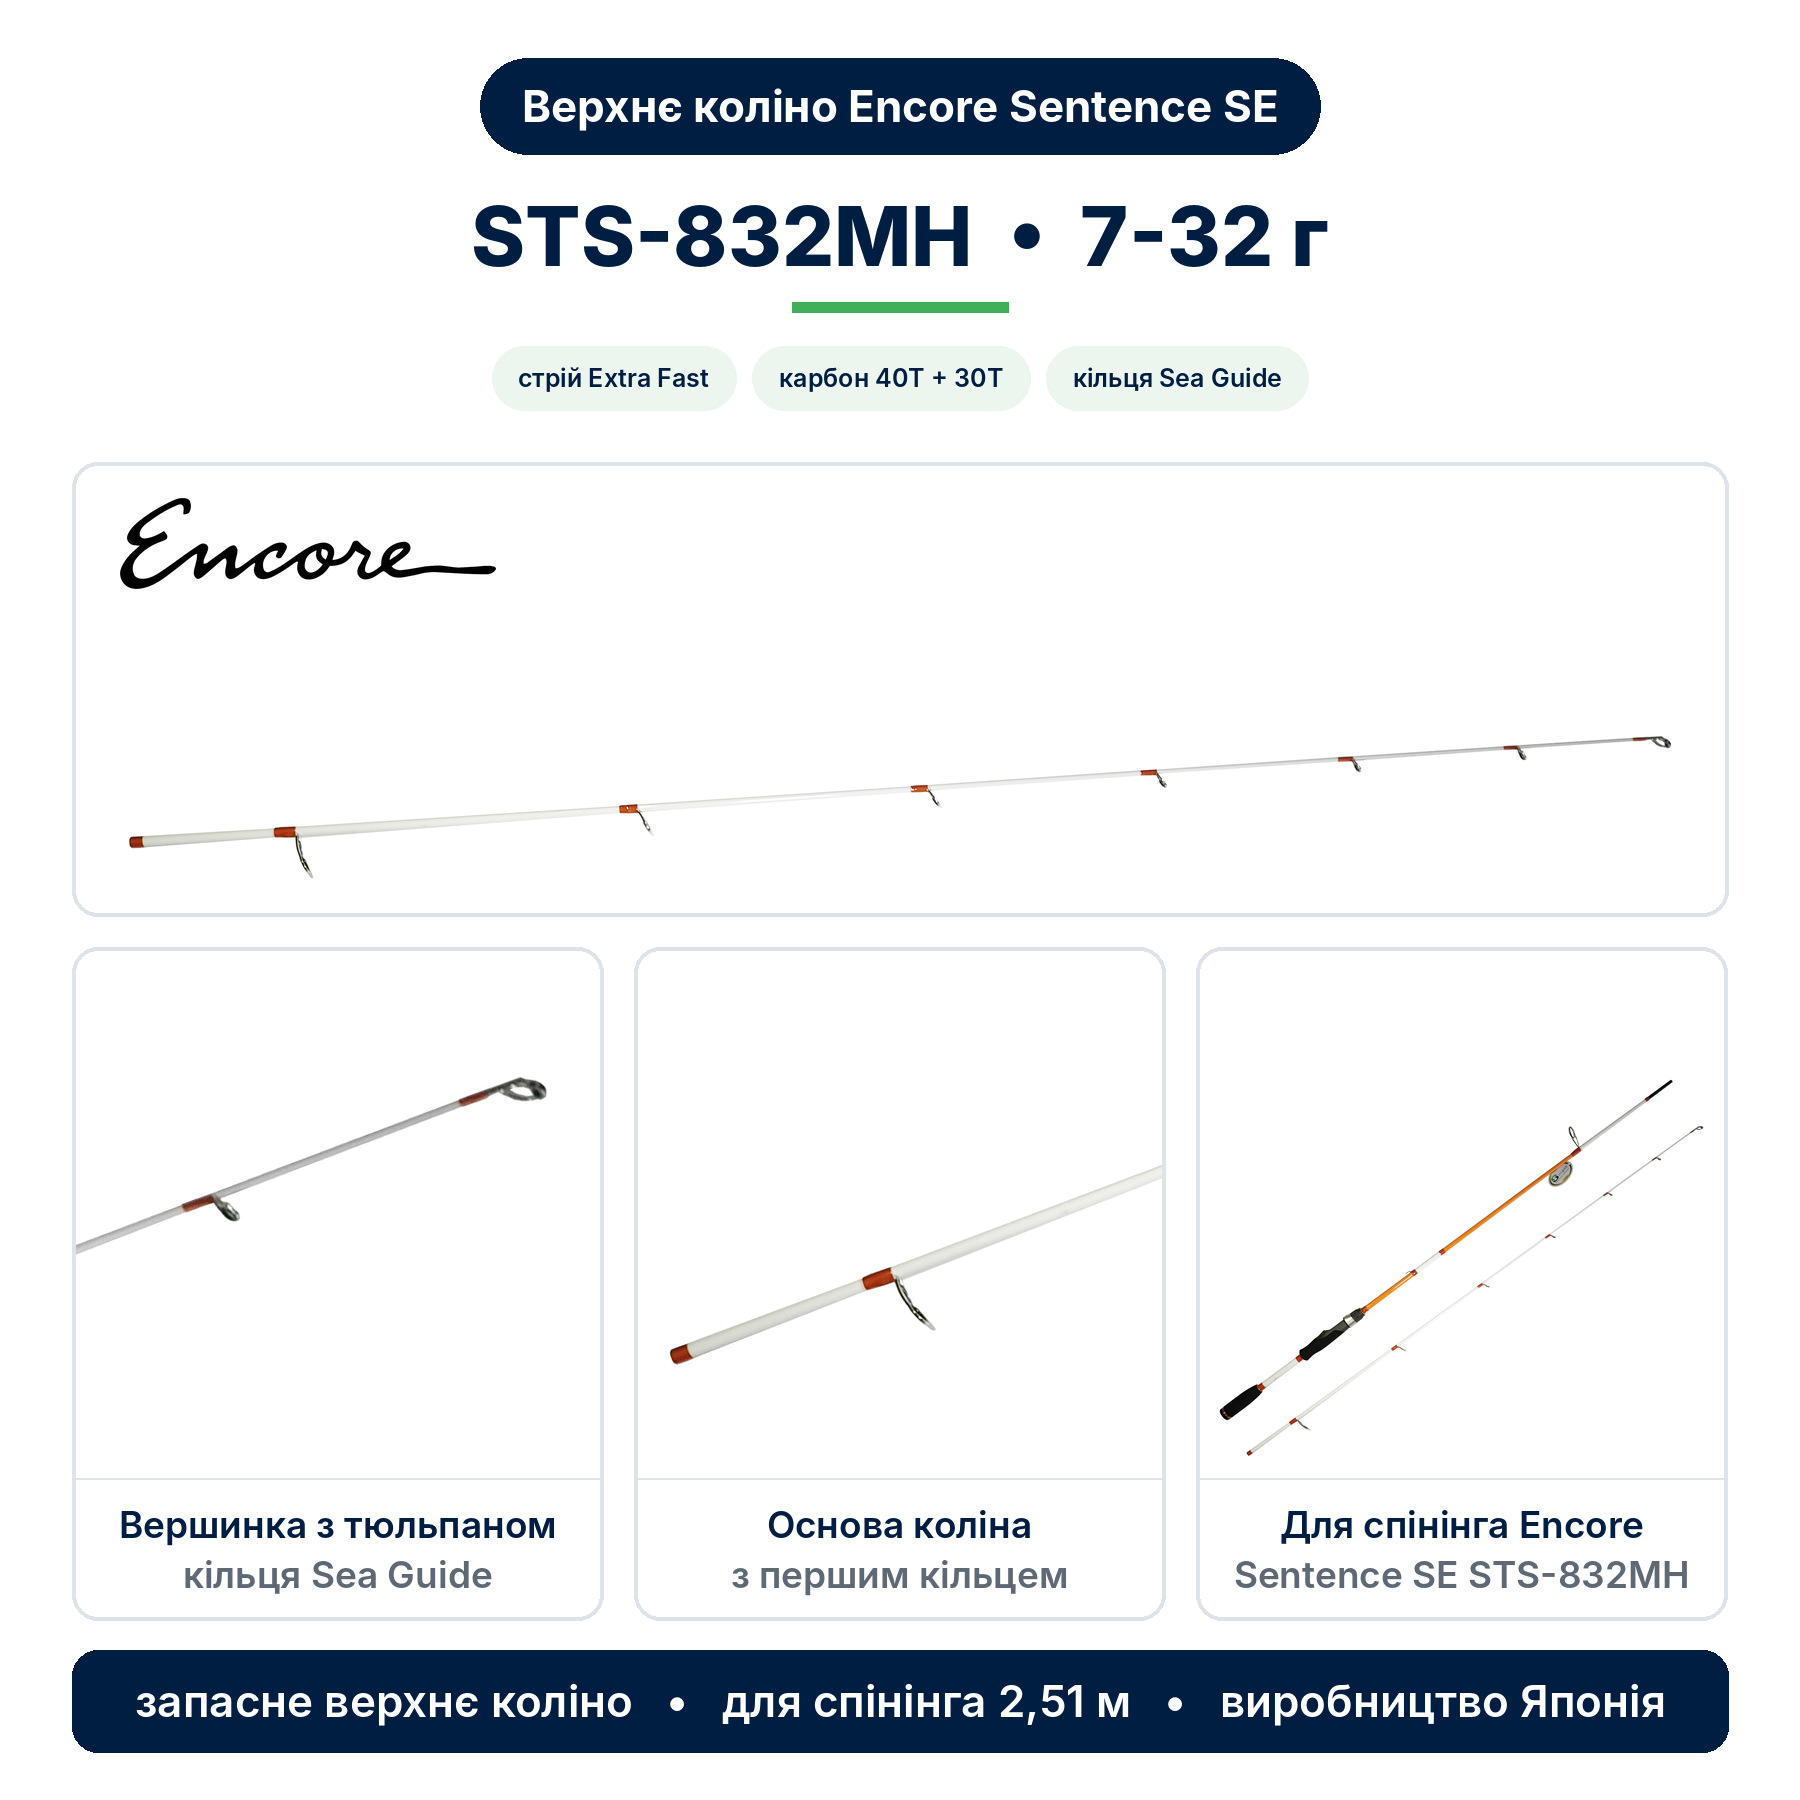 Верхнє коліно Encore Sentence SE
STS-832MH • 7-32 г
стрій Extra Fast
карбон 40T + 30T
кільця Sea Guide
Encore
Вершинка з тюльпаном
кільця Sea Guide
Основа коліна
з першим кільцем
Для спінінга Encore
Sentence SE STS-832MH
запасне верхнє коліно • для спінінга 2,51 м • виробництво Японія